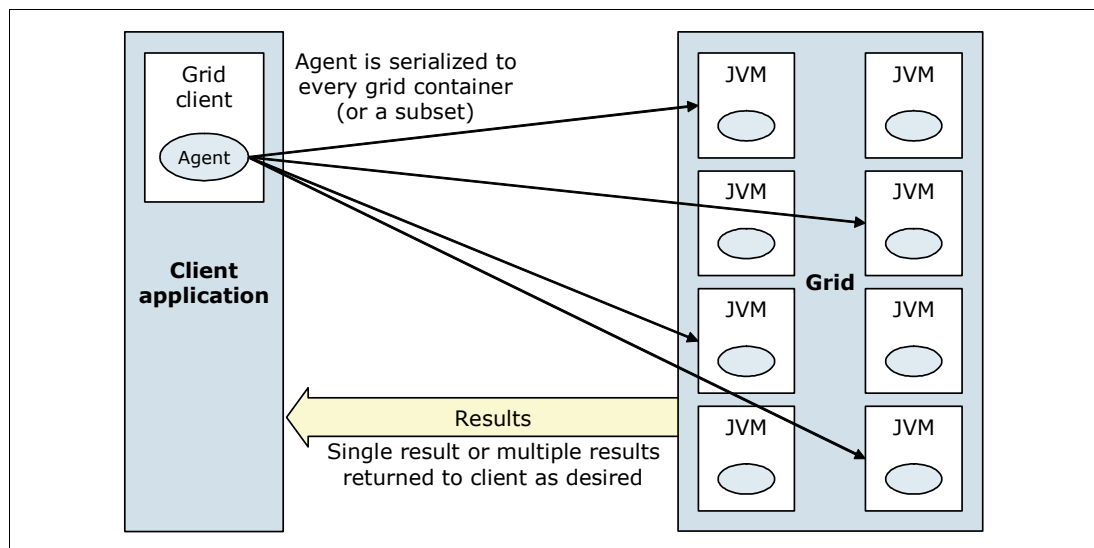 Grid
client
Agent
Client
application
Agent is serialized to
every grid container
(or a subset)
JVM
JVM
JVM
JVM
Grid
JVM
JVM
JVM
JVM
Results
Single result or multiple results
returned to client as desired